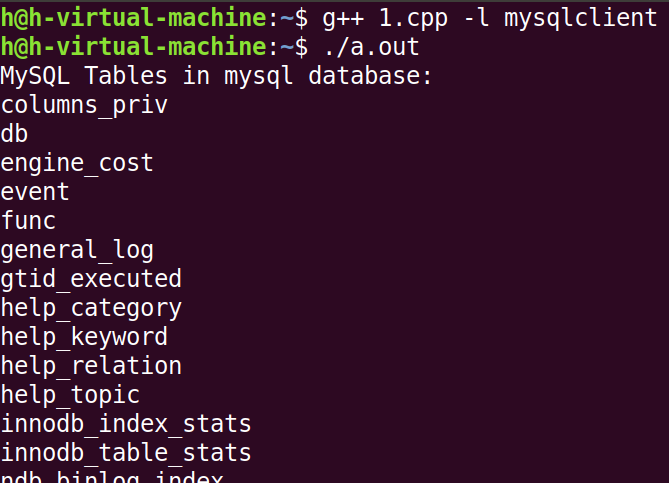 h@h-virtual-machine:~$ g++ 1.cpp -l mysqlclient
h@h-virtual-machine:~$ ./a.out
MySQL Tables in mysql database:
columns_priv
db
engine_cost
event
func
general_log
gtid_executed
help_category
help_keyword
help_relation
help_topic
innodb_index_stats
innodb_table_stats
ndb_binlog_index